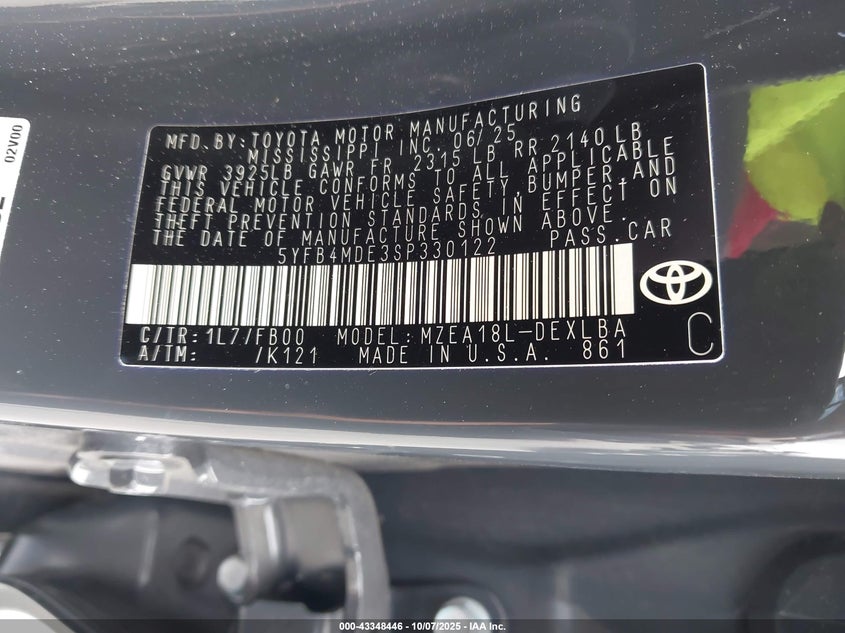 02V00
MFD.BY:TOYOTA MOTOR MANUFACTURING
MISSISSIPPI INC. 06/25
GVWR 3925LB GAWR FR 2315 LB RR 2140LB
THIS VEHICLE CONFORMS TO ALL APPLICABLE
FEDERAL MOTOR VEHICLE SAFETY,BUMPER,AND
THEFT PREVENTION STANDARDS IN EFFECT ON
THE DATE OF MANUFACTURE SHOWN ABOVE.
5YFB4MDE3SP330122 PASS.CAR
C/TR:1L7/FB00 MODEL:MZEA18L-DEXLBA
A/TM: /K121 MADE IN U.S.A. 861
C
000-43348446 - 10/07/2025 - IAA Inc.